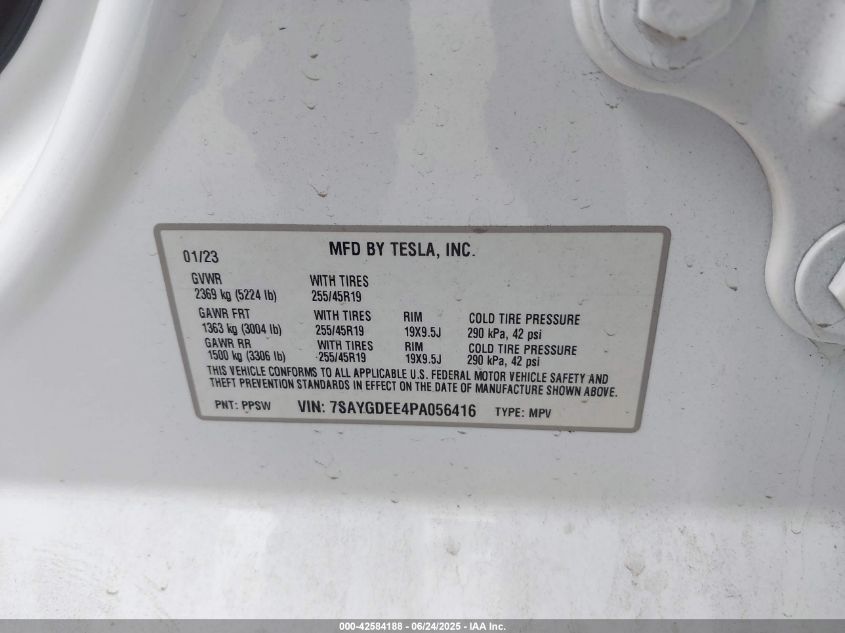 01/23 MFD BY TESLA, INC.
GVWR WITH TIRES
2369 kg (5224 lb) 255/45R19
GAWR FRT WITH TIRES RIM COLD TIRE PRESSURE
1363 kg (3004 lb) 255/45R19 19X9.5J 290 kPa, 42 psi
GAWR RR WITH TIRES RIM COLD TIRE PRESSURE
1500 kg (3306 lb) 255/45R19 19X9.5J 290 kPa, 42 psi
THIS VEHICLE CONFORMS TO ALL APPLICABLE U.S. FEDERAL MOTOR VEHICLE SAFETY AND
THEFT PREVENTION STANDARDS IN EFFECT ON THE DATE OF MANUFACTURE SHOWN ABOVE.
PNT: PPSW VIN: 7SAYGDEE4PA056416 TYPE: MPV
000-42584188 - 06/24/2025 - IAA Inc.